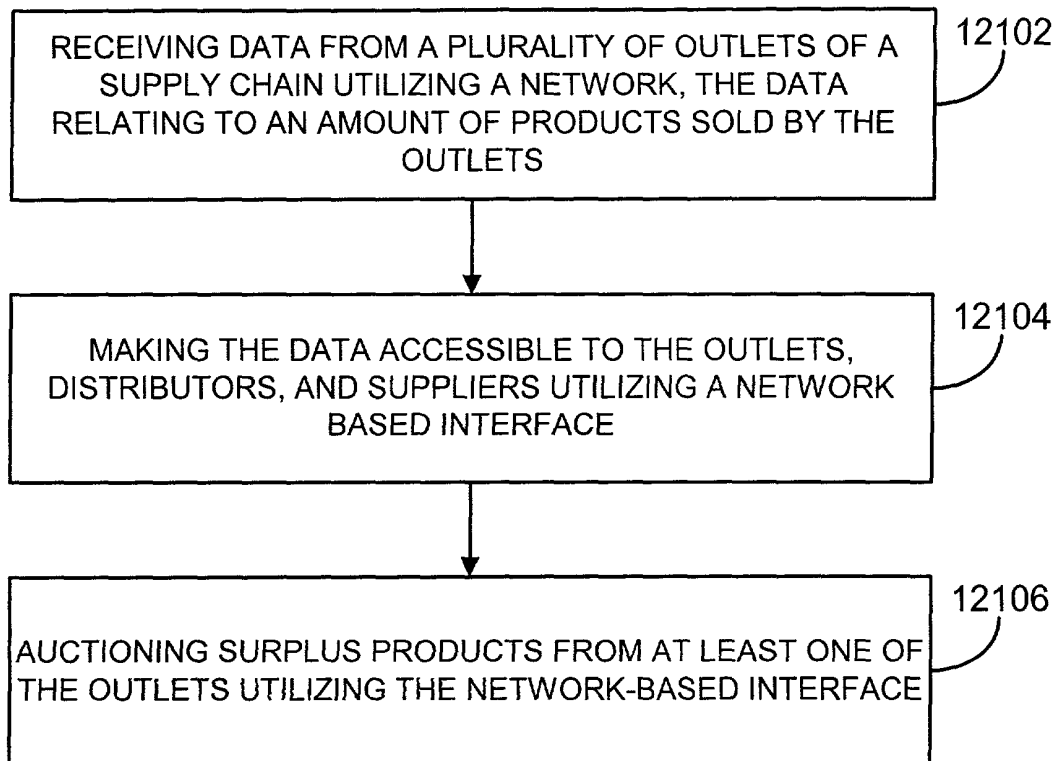 RECEIVING DATA FROM A PLURALITY OF OUTLETS OF A
SUPPLY CHAIN UTILIZING A NETWORK, THE DATA
RELATING TO AN AMOUNT OF PRODUCTS SOLD BY THE
OUTLETS
12102
MAKING THE DATA ACCESSIBLE TO THE OUTLETS,
DISTRIBUTORS, AND SUPPLIERS UTILIZING A NETWORK
BASED INTERFACE
12104
AUCTIONING SURPLUS PRODUCTS FROM AT LEAST ONE OF
THE OUTLETS UTILIZING THE NETWORK-BASED INTERFACE
12106